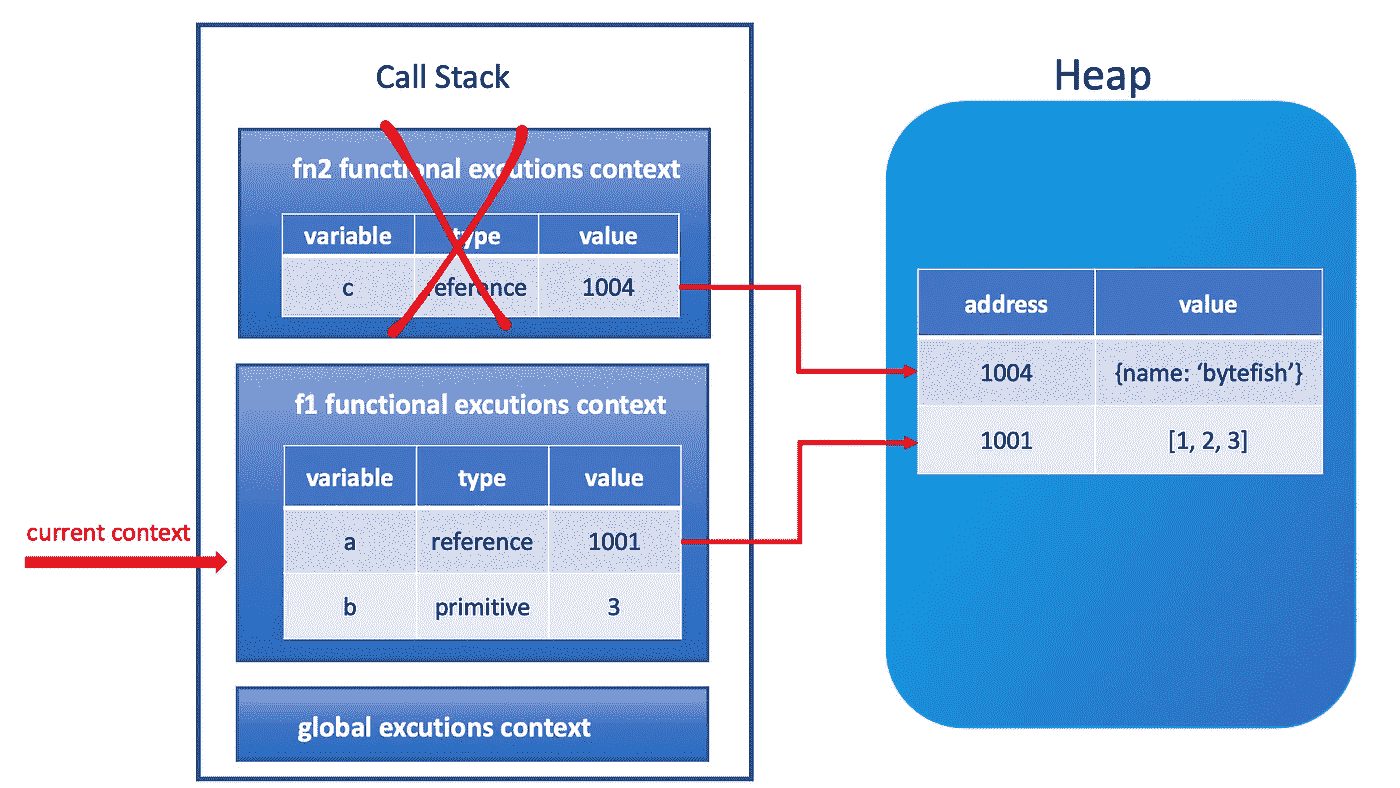 Call Stack
fn2 functional excutions context
variable type value
c reference 1004
f1 functional excutions context
variable type value
a reference 1001
b primitive 3
global excutions context
current context
Heap
address value
1004 {name: ‘bytefish’}
1001 [1, 2, 3]